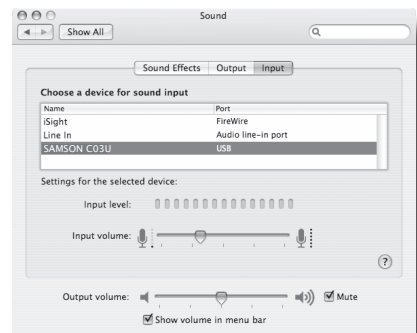 Sound
Show All
Sound Effects Output Input
Choose a device for sound input
Name Port
iSight FireWire
Line In Audio line-in port
SAMSON C03U USB
Settings for the selected device:
Input level:
Input volume:
?
Output volume: Mute
Show volume in menu bar